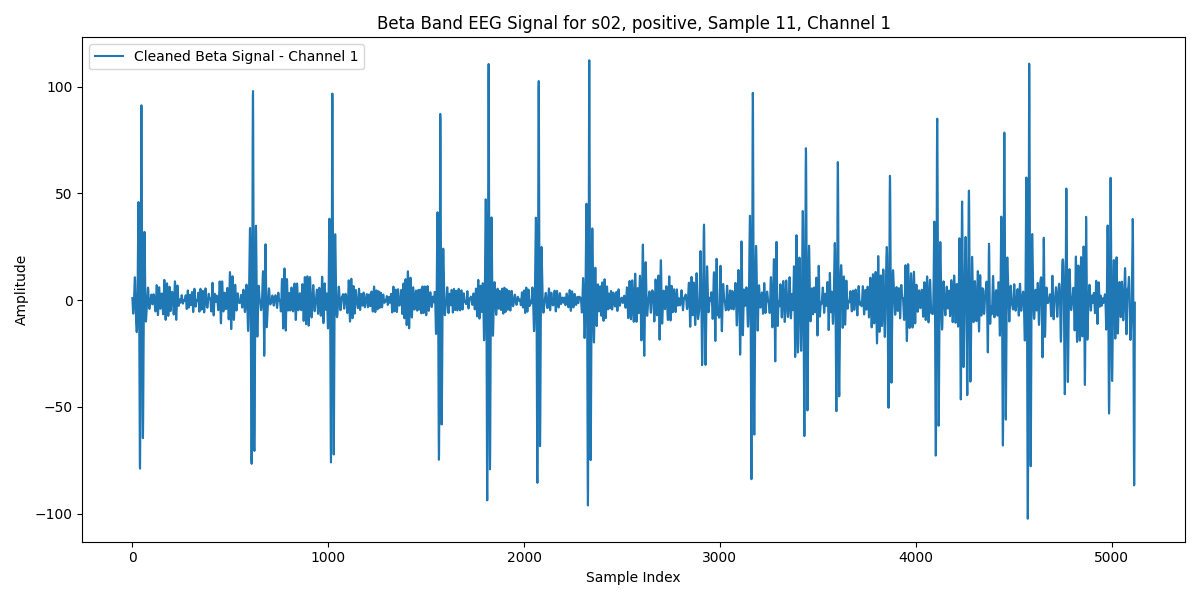 Beta Band EEG Signal for s02, positive, Sample 11, Channel 1
Cleaned Beta Signal - Channel 1
Amplitude
100
50
0
−50
−100
0 1000 2000 3000 4000 5000
Sample Index